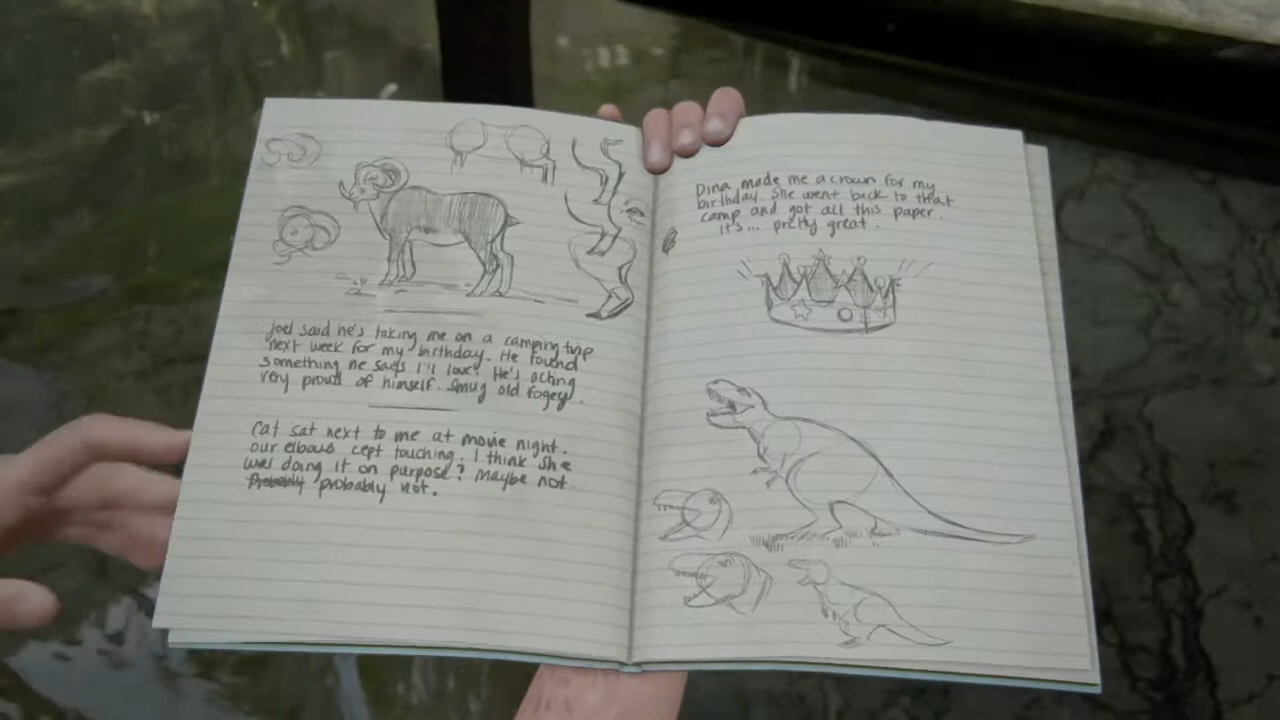 Joel said he's taking me on a camping trip
next week for my birthday. He found
something he says I'll love. He's acting
very proud of himself. Smug old fogey.
Cat sat next to me at movie night.
our elbows cept touching. I think she
was doing it on purpose? Maybe not
Probably probably not.
Dina made me a crown for my
birthday. She went back to that
camp and got all this paper.
it's... pretty great.